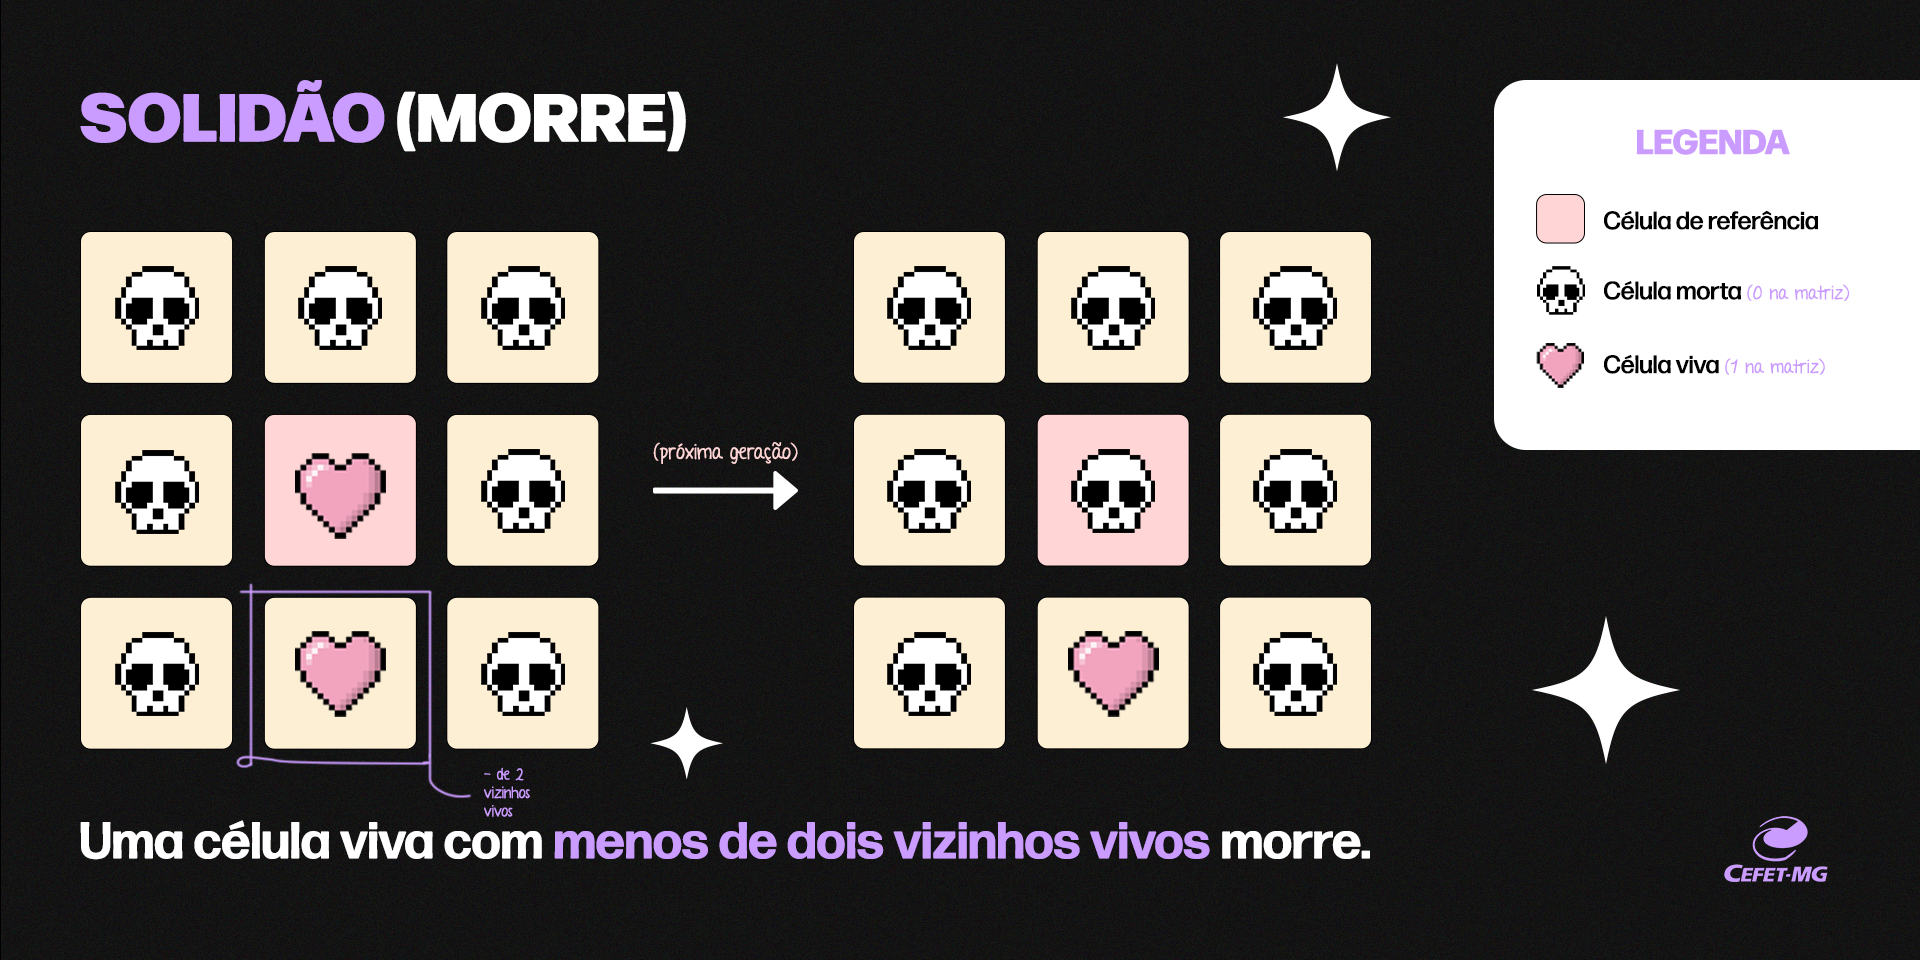 SOLIDÃO (MORRE)
LEGENDA
Célula de referência
Célula morta (0 na matriz)
Célula viva (1 na matriz)
(próxima geração)
- de 2
vizinhos
vivos
Uma célula viva com menos de dois vizinhos vivos morre.
CEFET-MG